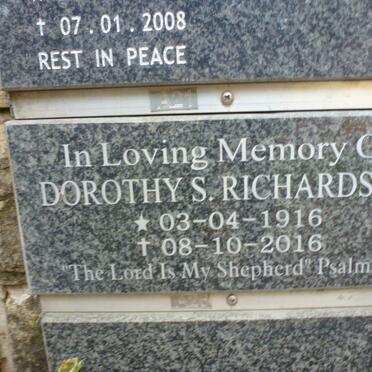 † 07.01.2008
REST IN PEACE
In Loving Memory O
DOROTHY S. RICHARDS
★ 03-04-1916
† 08-10-2016
"The Lord Is My Shepherd" Psalm